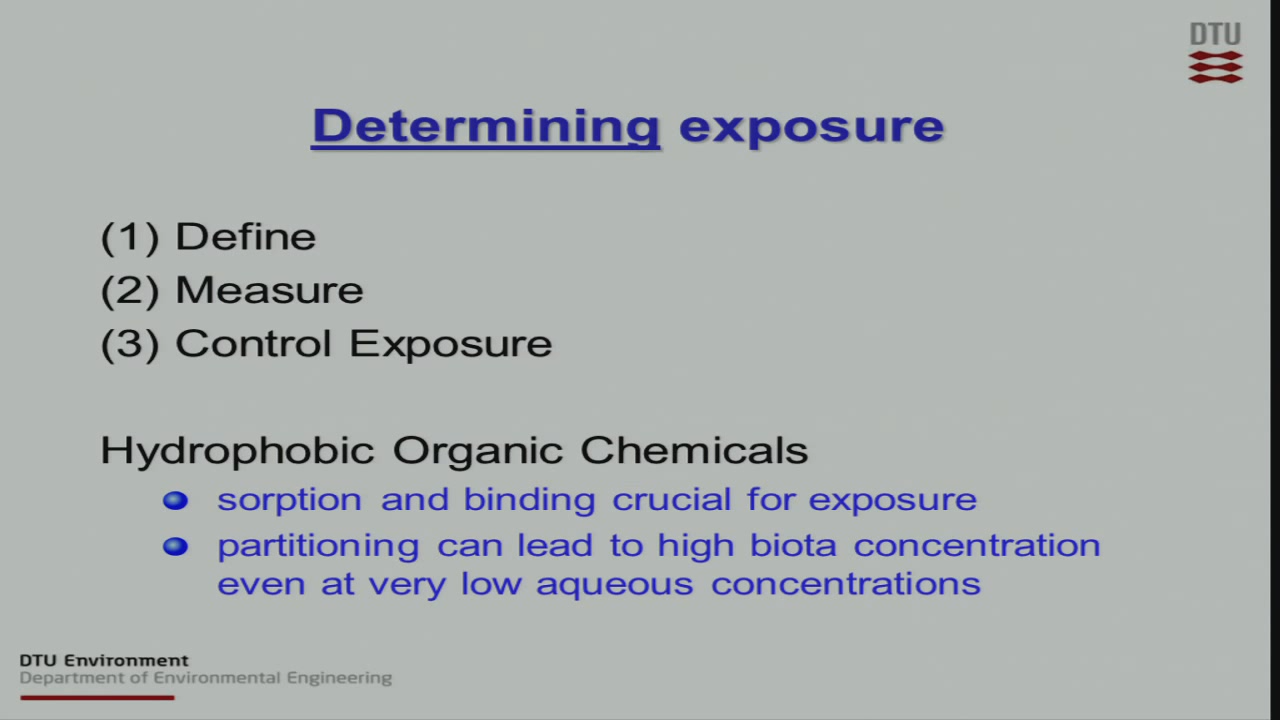 DTU
Determining exposure
(1) Define
(2) Measure
(3) Control Exposure
Hydrophobic Organic Chemicals
sorption and binding crucial for exposure
partitioning can lead to high biota concentration
even at very low aqueous concentrations
DTU Environment
Department of Environmental Engineering